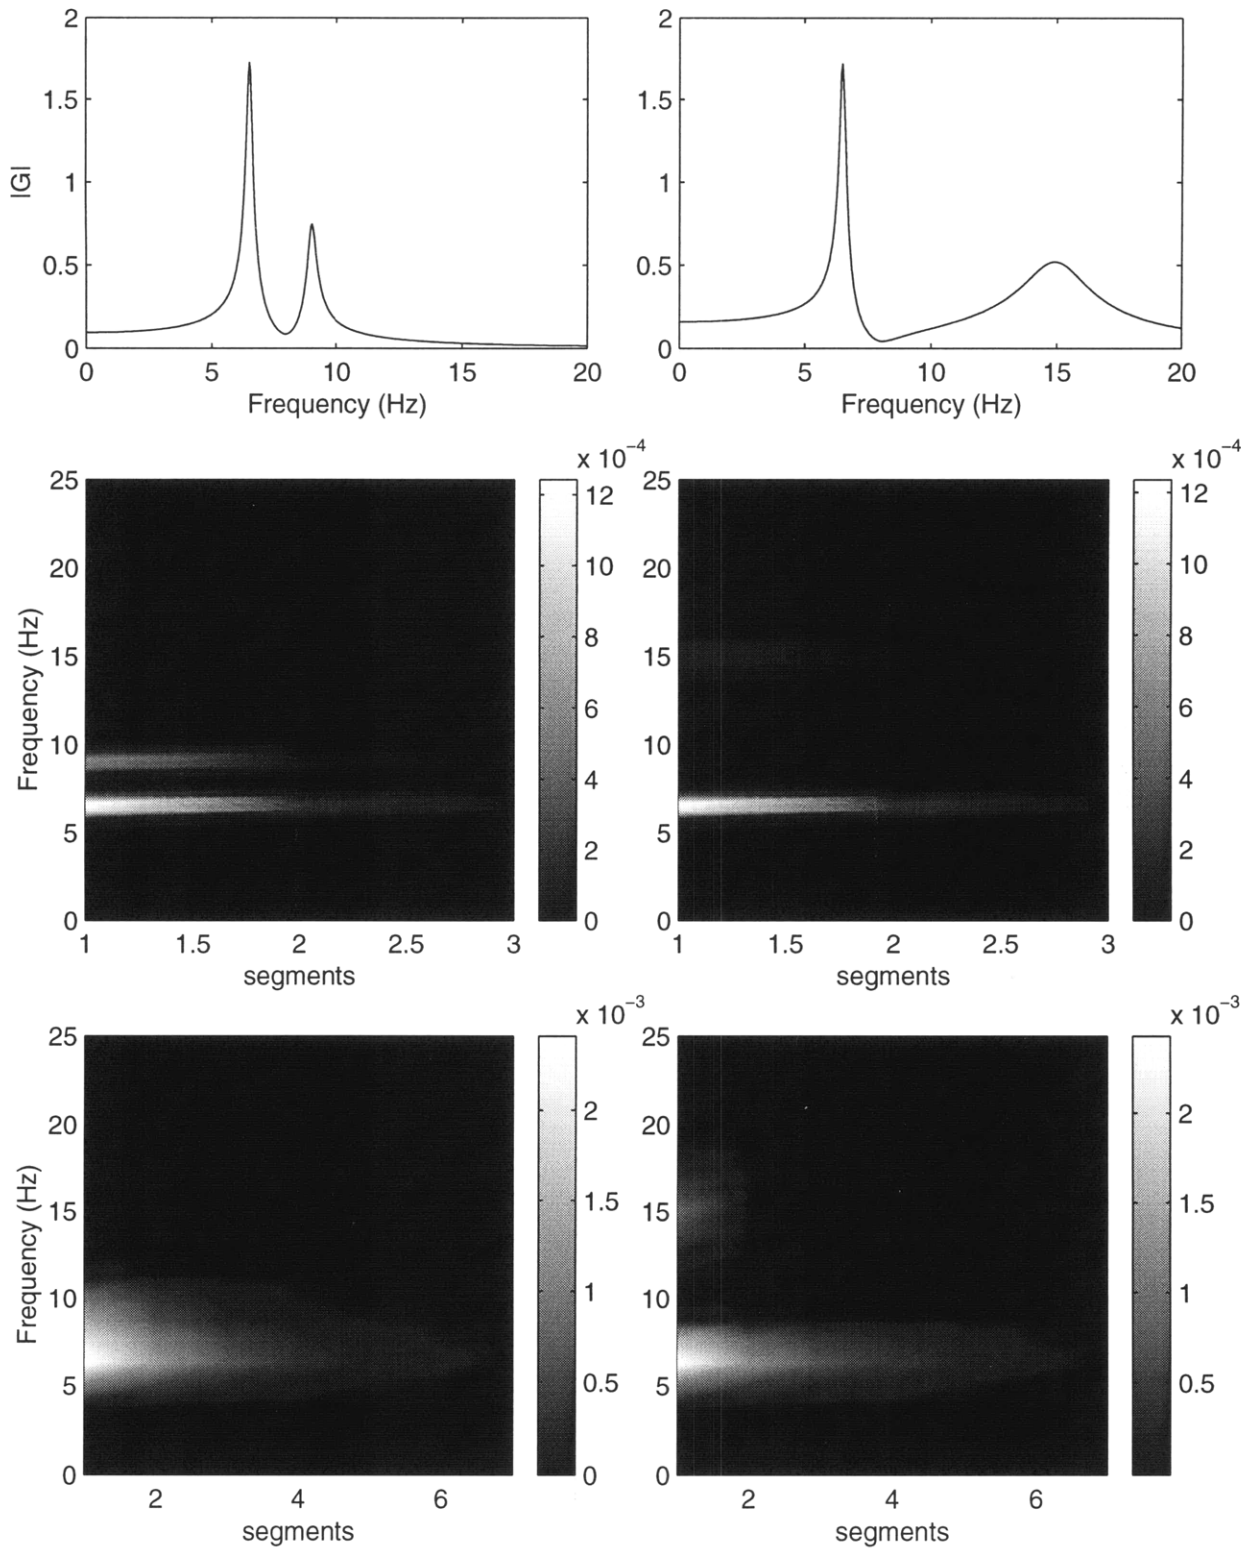 2 2
1.5 1.5
|G|
1 1
0.5 0.5
0 0
0 5 10 15 20 0 5 10 15 20
Frequency (Hz) Frequency (Hz)
x 10⁻⁴ x 10⁻⁴
25 12 25 12
20 10 20 10
Frequency (Hz)
15 8 15 8
10 6 10 6
5 4 5 4
2 2
0 0 0 0
1 1.5 2 2.5 3 1 1.5 2 2.5 3
segments segments
x 10⁻³ x 10⁻³
25 25
20 2 20 2
Frequency (Hz)
15 1.5 15 1.5
10 1 10 1
5 0.5 5 0.5
0 0 0
2 4 6 2 4 6
segments segments